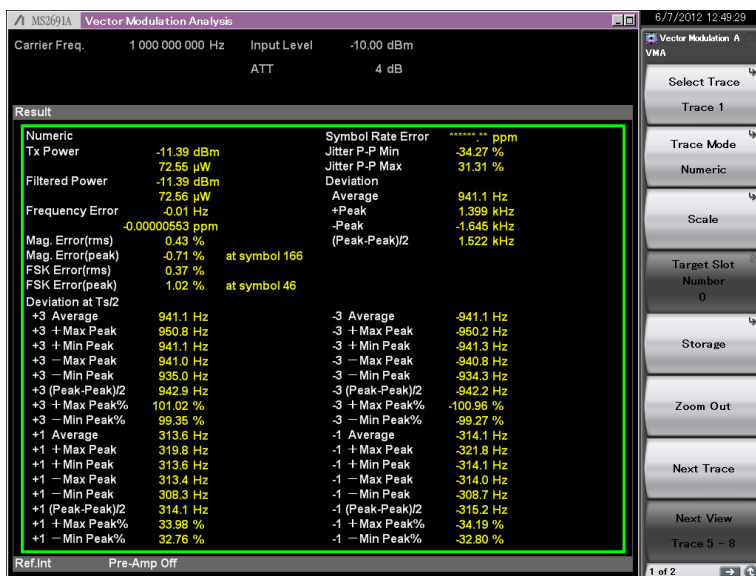 MS2691A Vector Modulation Analysis
6/7/2012 12:49:29
Carrier Freq. 1 000 000 000 Hz Input Level -10.00 dBm
ATT 4 dB
Result
Numeric Symbol Rate Error ******.** ppm
Tx Power -11.39 dBm Jitter P-P Min -34.27 %
72.55 µW Jitter P-P Max 31.31 %
Filtered Power -11.39 dBm Deviation
72.56 µW Average 941.1 Hz
Frequency Error -0.01 Hz +Peak 1.399 kHz
-0.00000553 ppm -Peak -1.645 kHz
Mag. Error(rms) 0.43 % (Peak-Peak)/2 1.522 kHz
Mag. Error(peak) -0.71 % at symbol 166
FSK Error(rms) 0.37 %
FSK Error(peak) 1.02 % at symbol 46
Deviation at Ts/2
+3 Average 941.1 Hz -3 Average -941.1 Hz
+3 +Max Peak 950.8 Hz -3 +Max Peak -950.2 Hz
+3 +Min Peak 941.1 Hz -3 +Min Peak -941.3 Hz
+3 -Max Peak 941.0 Hz -3 -Max Peak -940.8 Hz
+3 -Min Peak 935.0 Hz -3 -Min Peak -934.3 Hz
+3 (Peak-Peak)/2 942.9 Hz -3 (Peak-Peak)/2 -942.2 Hz
+3 +Max Peak% 101.02 % -3 +Max Peak% -100.96 %
+3 -Min Peak% 99.35 % -3 -Min Peak% -99.27 %
+1 Average 313.6 Hz -1 Average -314.1 Hz
+1 +Max Peak 319.8 Hz -1 +Max Peak -321.8 Hz
+1 +Min Peak 313.6 Hz -1 +Min Peak -314.1 Hz
+1 -Max Peak 313.4 Hz -1 -Max Peak -314.0 Hz
+1 -Min Peak 308.3 Hz -1 -Min Peak -308.7 Hz
+1 (Peak-Peak)/2 314.1 Hz -1 (Peak-Peak)/2 -315.2 Hz
+1 +Max Peak% 33.98 % -1 +Max Peak% -34.19 %
+1 -Min Peak% 32.76 % -1 -Min Peak% -32.80 %
Ref.Int Pre-Amp Off
Vector Modulation A
VMA
Select Trace
Trace 1
Trace Mode
Numeric
Scale
Target Slot
Number
0
Storage
Zoom Out
Next Trace
Next View
Trace 5 - 8
1 of 2